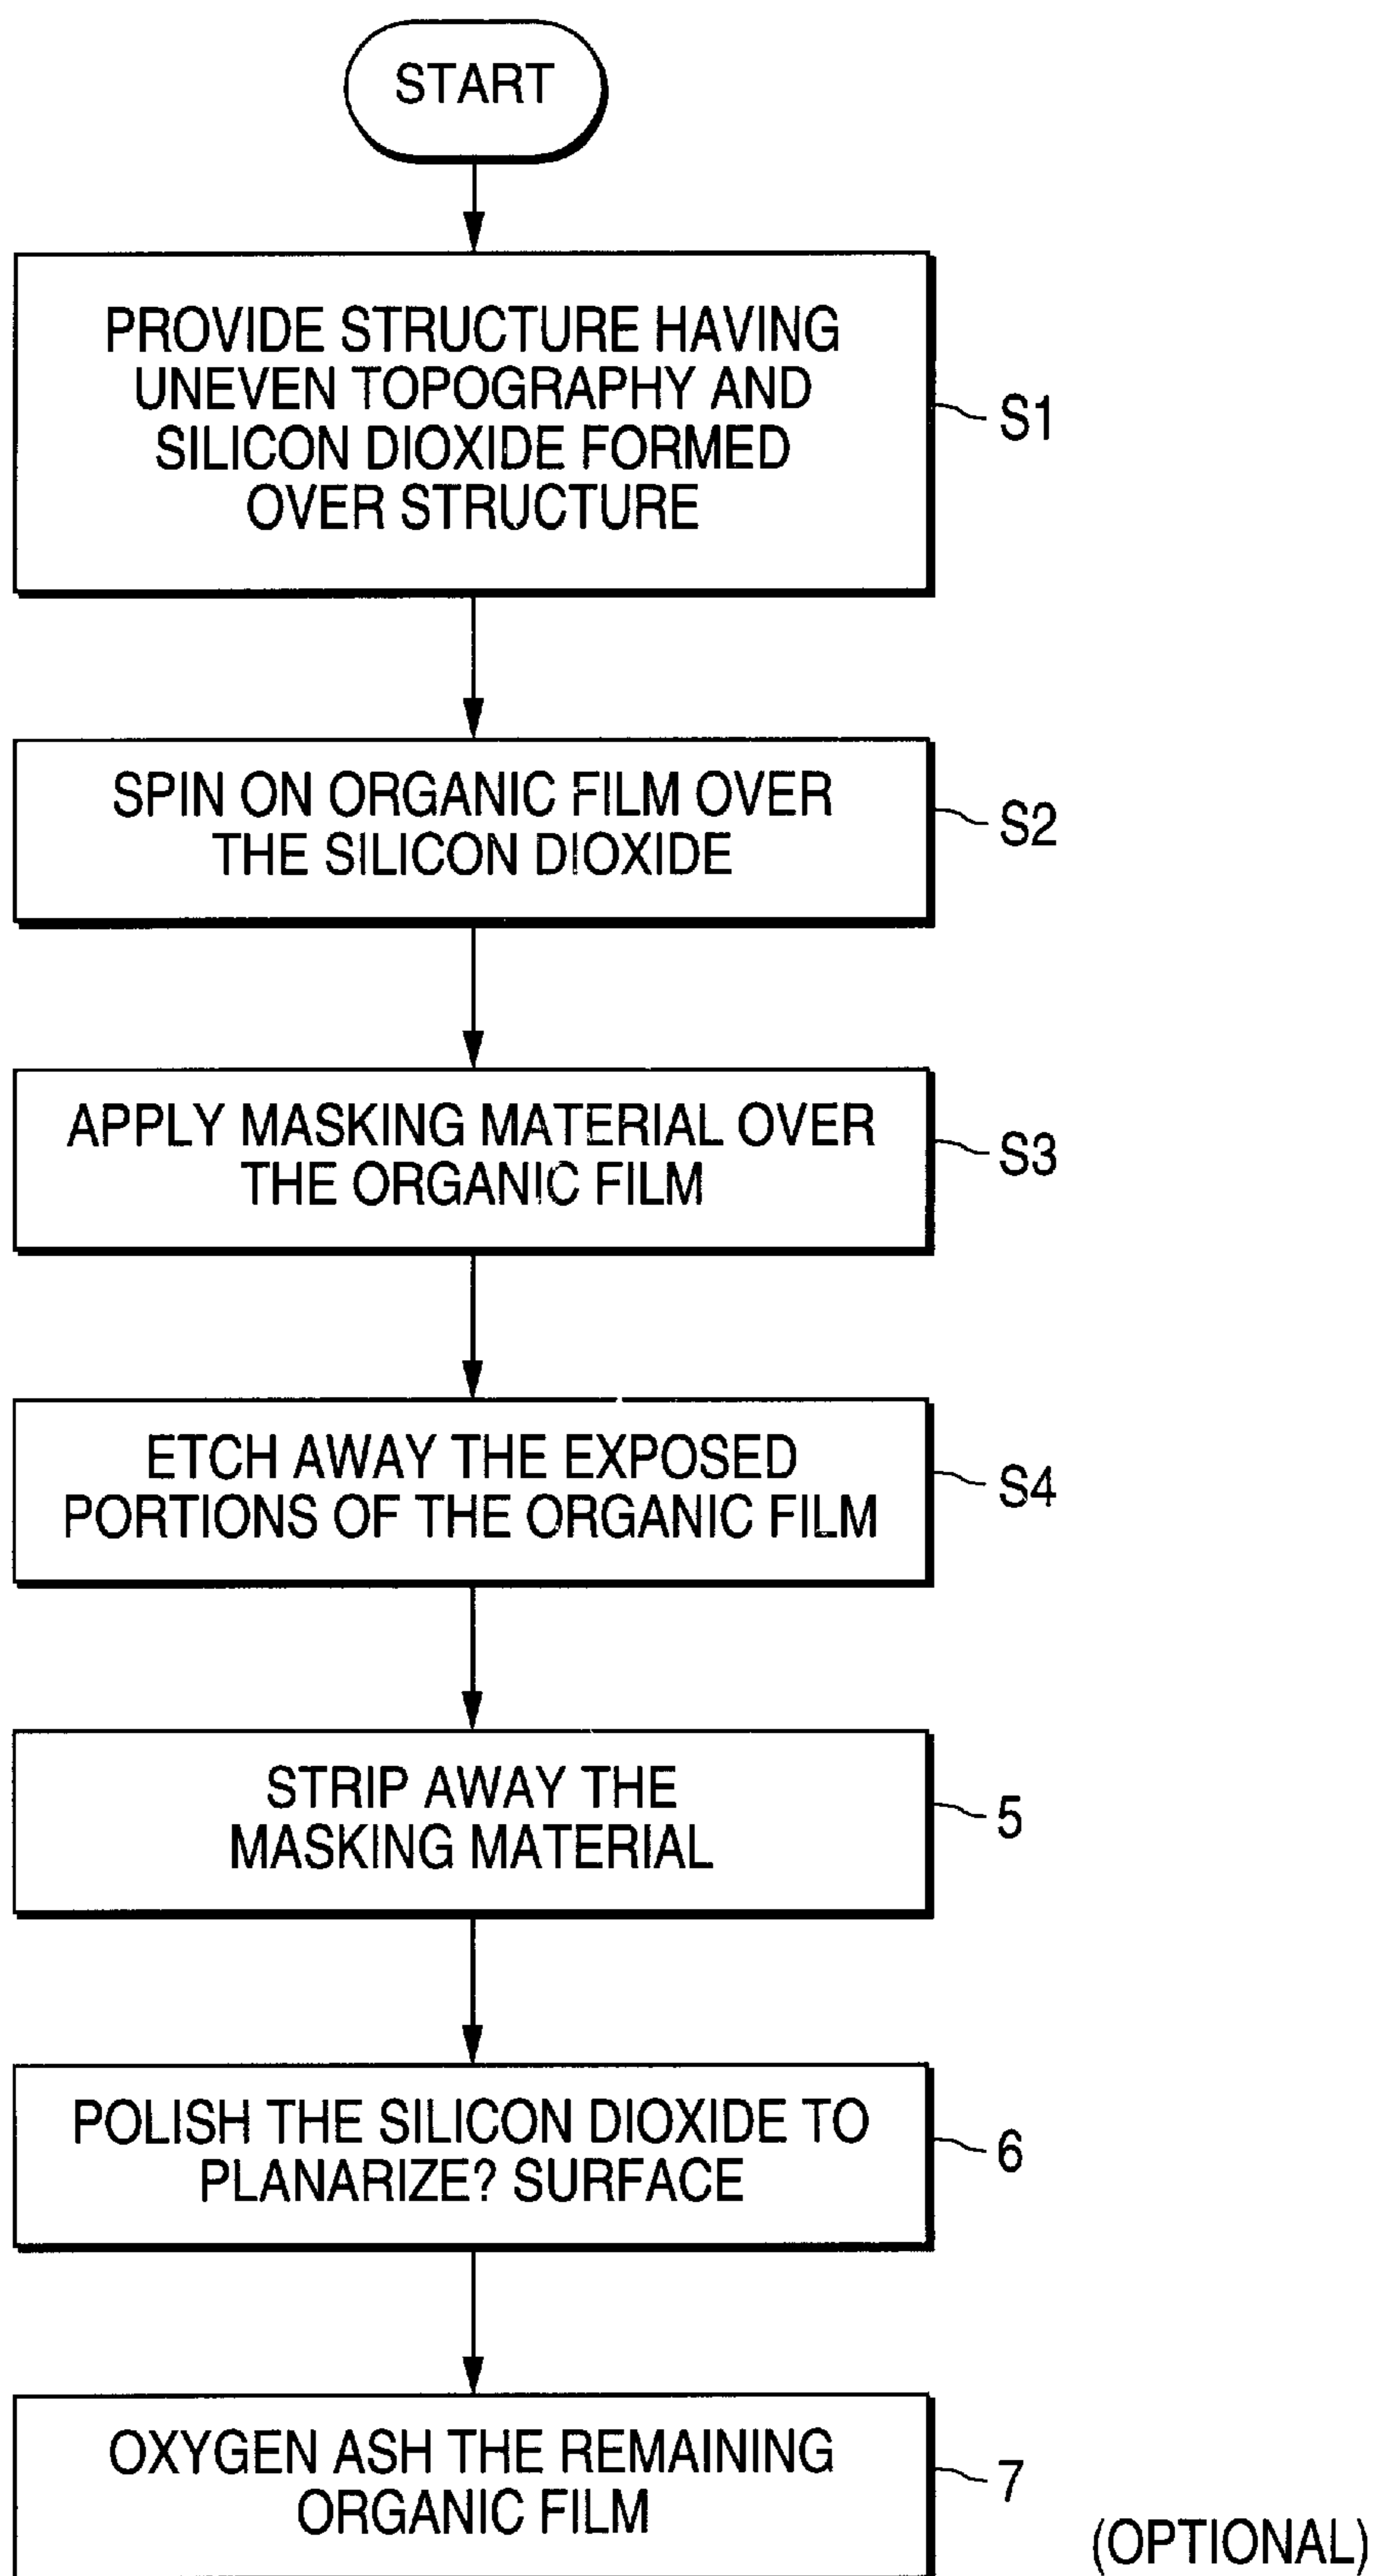 START
PROVIDE STRUCTURE HAVING
UNEVEN TOPOGRAPHY AND
SILICON DIOXIDE FORMED
OVER STRUCTURE
S1
SPIN ON ORGANIC FILM OVER
THE SILICON DIOXIDE
S2
APPLY MASKING MATERIAL OVER
THE ORGANIC FILM
S3
ETCH AWAY THE EXPOSED
PORTIONS OF THE ORGANIC FILM
S4
STRIP AWAY THE
MASKING MATERIAL
5
POLISH THE SILICON DIOXIDE TO
PLANARIZE? SURFACE
6
OXYGEN ASH THE REMAINING
ORGANIC FILM
7
(OPTIONAL)